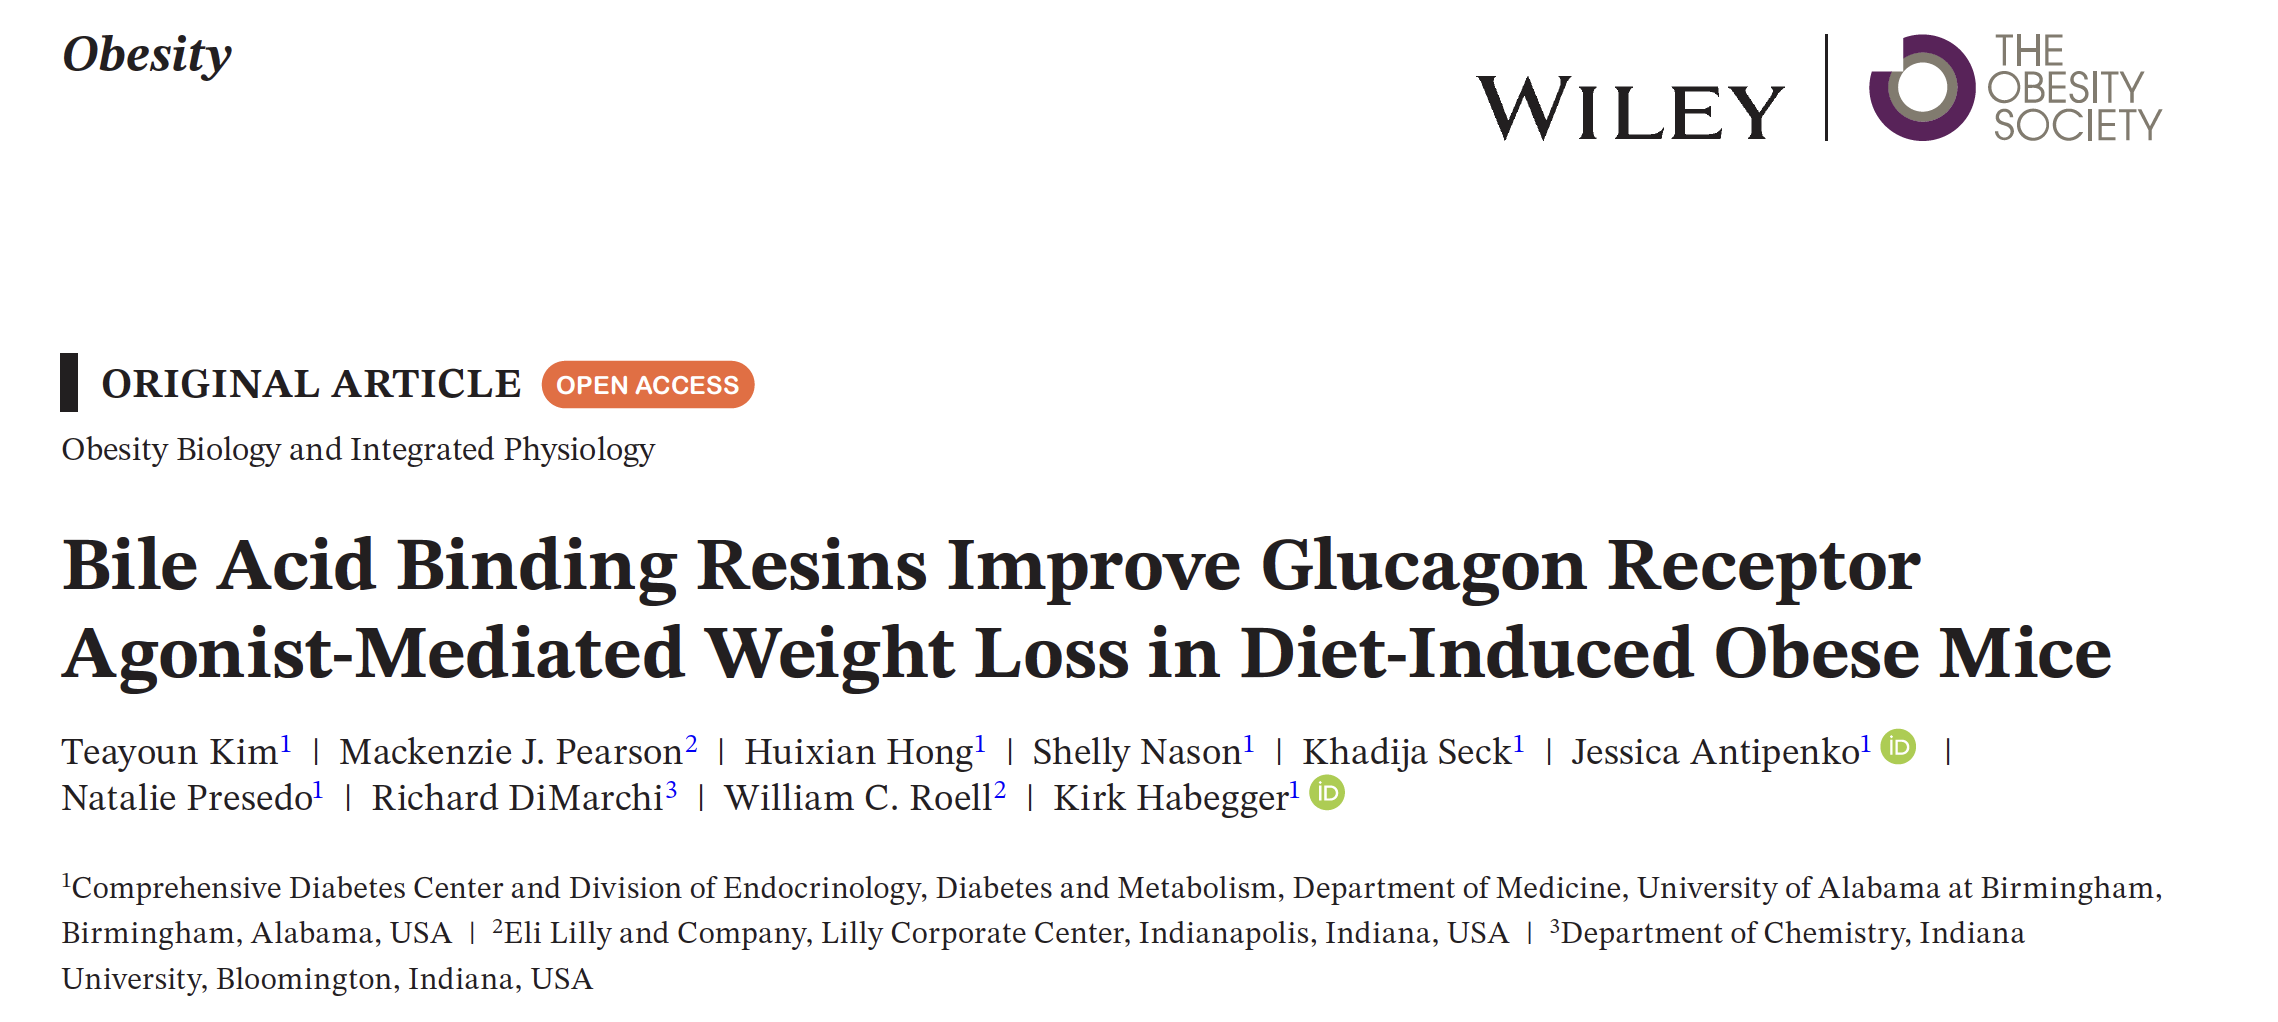 Obesity
WILEY
THE
OBESITY
SOCIETY
ORIGINAL ARTICLE OPEN ACCESS
Obesity Biology and Integrated Physiology
Bile Acid Binding Resins Improve Glucagon Receptor
Agonist-Mediated Weight Loss in Diet-Induced Obese Mice
Teayoun Kim1 | Mackenzie J. Pearson2 | Huixian Hong1 | Shelly Nason1 | Khadija Seck1 | Jessica Antipenko1 iD |
Natalie Presedo1 | Richard DiMarchi3 | William C. Roell2 | Kirk Habegger1 iD
1Comprehensive Diabetes Center and Division of Endocrinology, Diabetes and Metabolism, Department of Medicine, University of Alabama at Birmingham,
Birmingham, Alabama, USA | 2Eli Lilly and Company, Lilly Corporate Center, Indianapolis, Indiana, USA | 3Department of Chemistry, Indiana
University, Bloomington, Indiana, USA